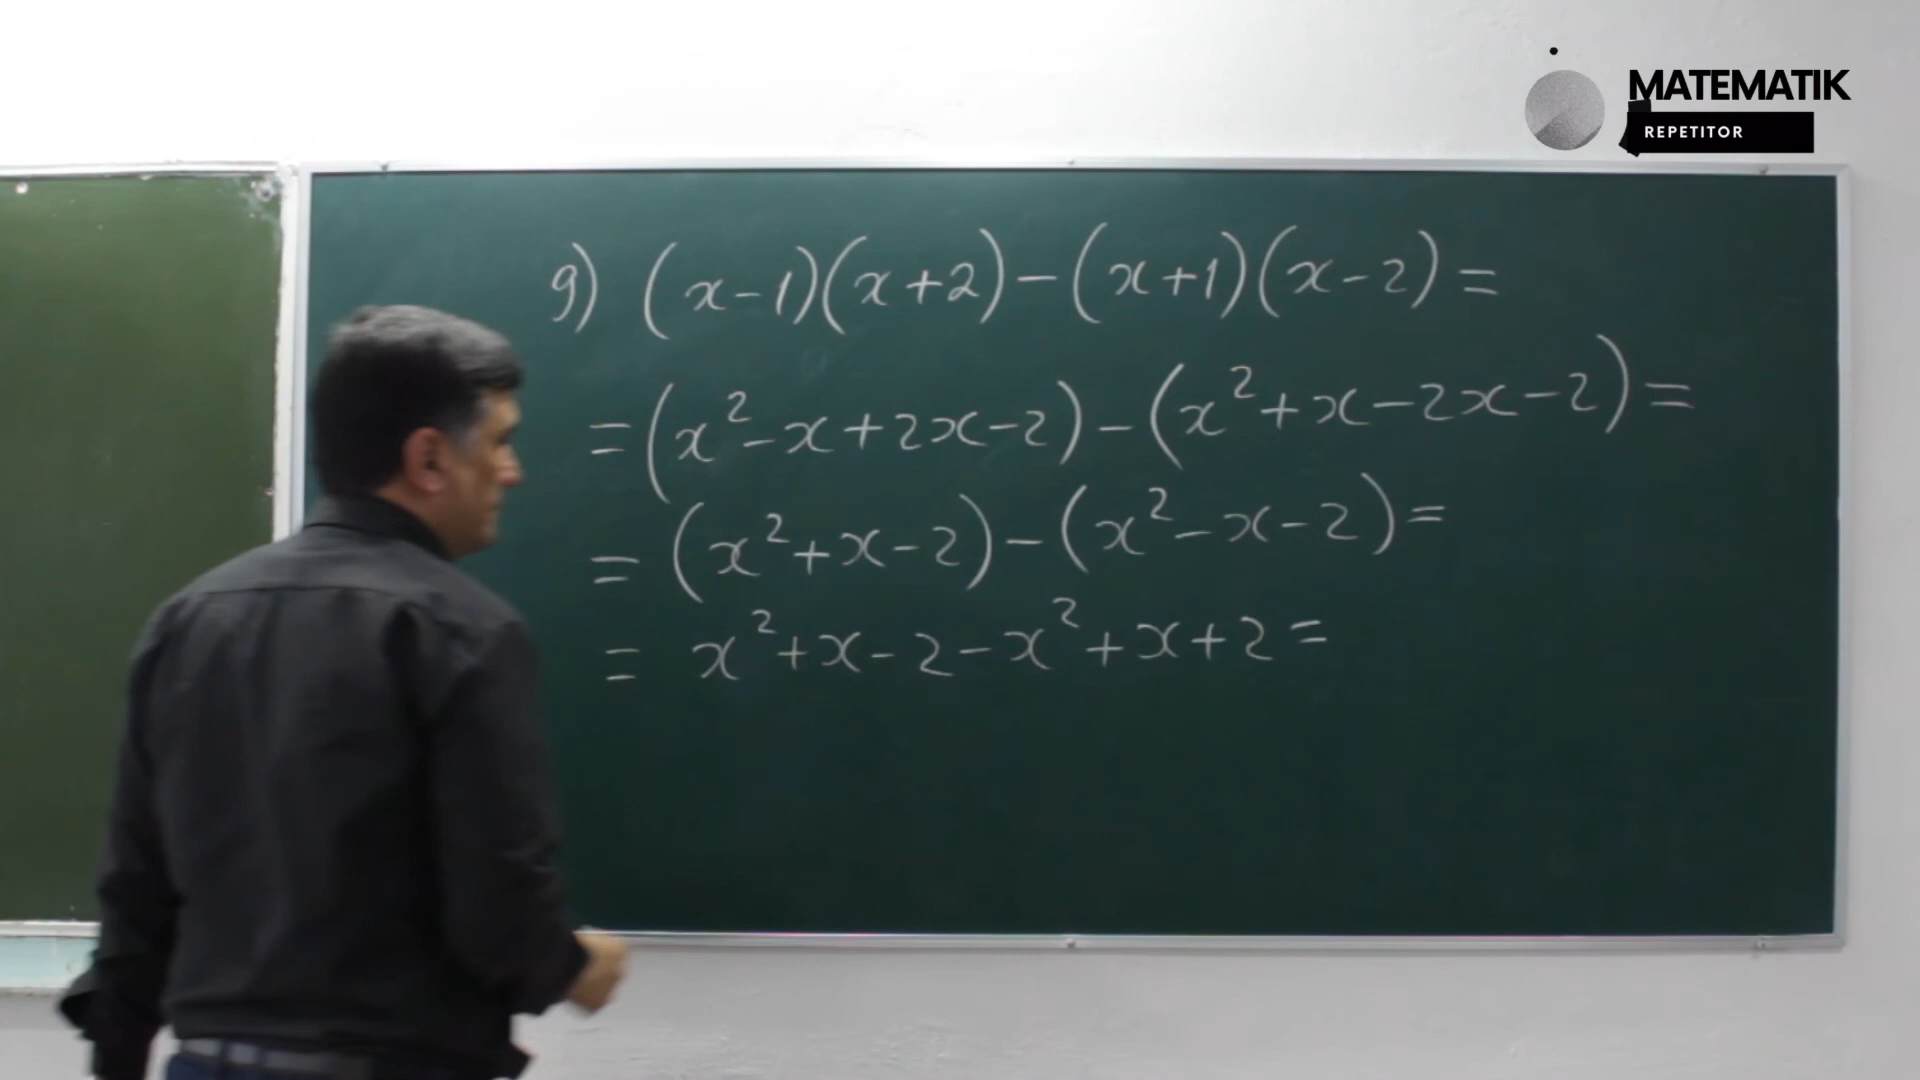 MATEMATIK
REPETITOR
9) (x-1)(x+2)-(x+1)(x-2)=
=(x²-x+2x-2)-(x²+x-2x-2)=
=(x²+x-2)-(x²-x-2)=
= x²+x-2-x²+x+2=